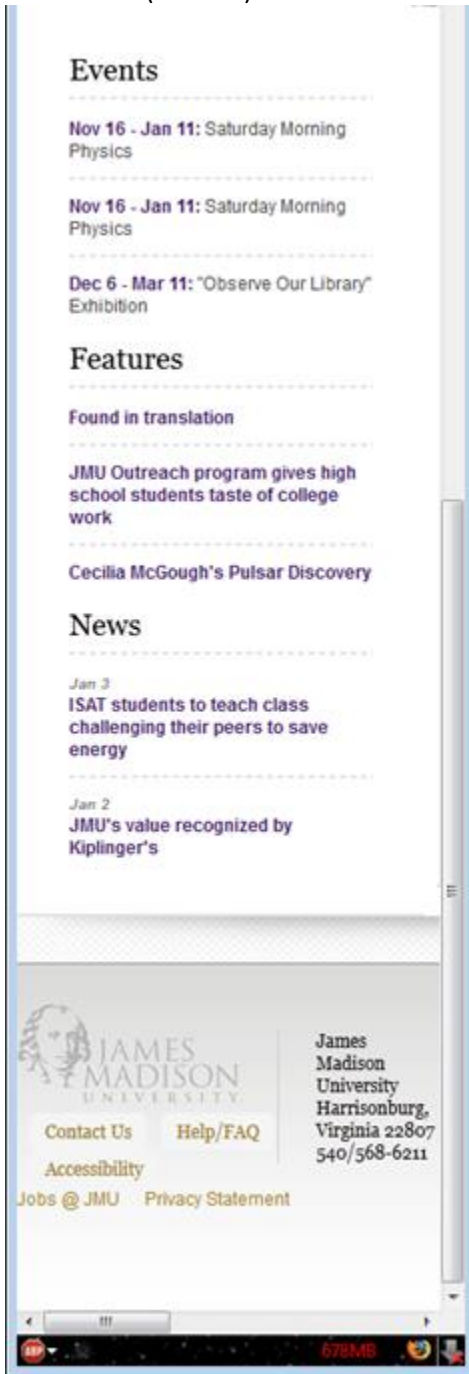 Events
Nov 16 - Jan 11: Saturday Morning
Physics
Nov 16 - Jan 11: Saturday Morning
Physics
Dec 6 - Mar 11: "Observe Our Library"
Exhibition
Features
Found in translation
JMU Outreach program gives high
school students taste of college
work
Cecilia McGough's Pulsar Discovery
News
Jan 3
ISAT students to teach class
challenging their peers to save
energy
Jan 2
JMU's value recognized by
Kiplinger's
JAMES
MADISON
UNIVERSITY
Contact Us Help/FAQ
Accessibility
Jobs @ JMU Privacy Statement
James
Madison
University
Harrisonburg,
Virginia 22807
540/568-6211
ABP
678MB